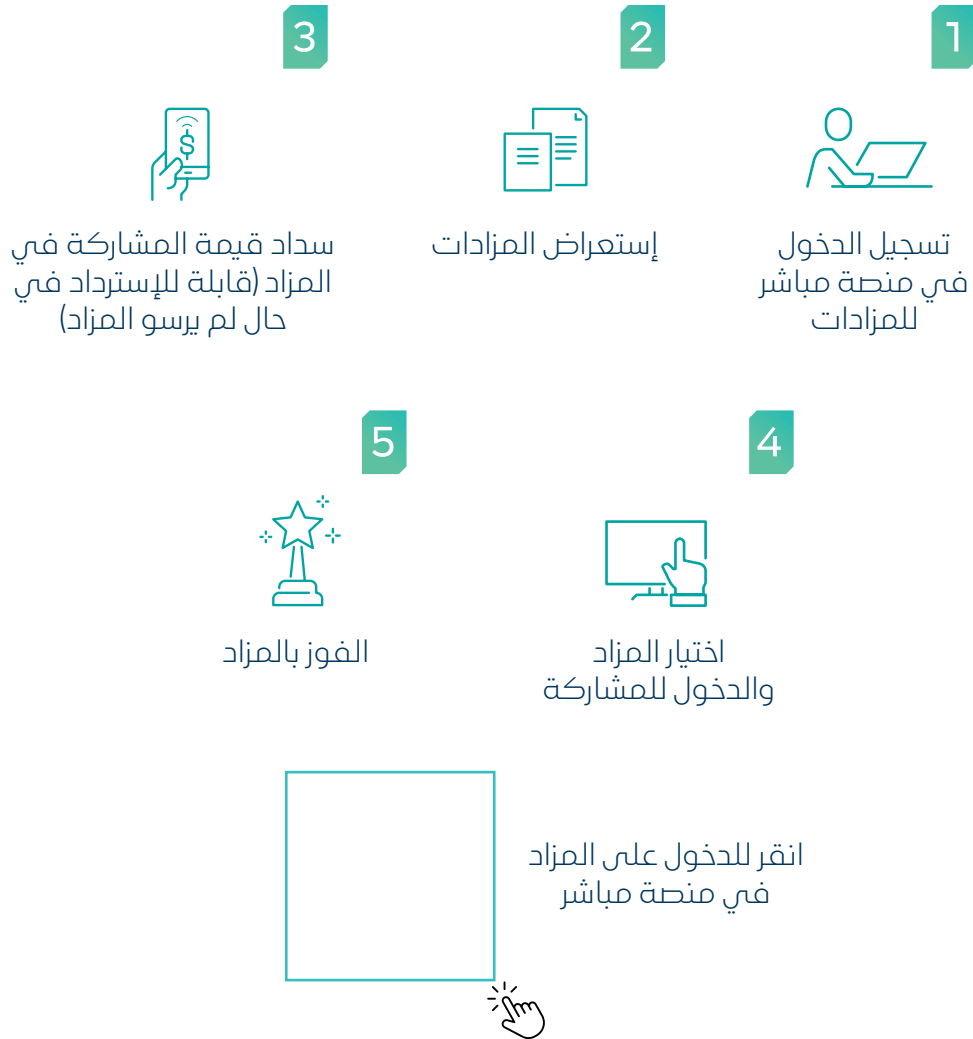 1
تسجيل الدخول
في منصة مباشر
للمزادات
2
إستعراض المزادات
3
سداد قيمة المشاركة في
المزاد (قابلة للإسترداد في
حال لم يرسو المزاد)
4
اختيار المزاد
والدخول للمشاركة
5
الفوز بالمزاد
انقر للدخول على المزاد
في منصة مباشر